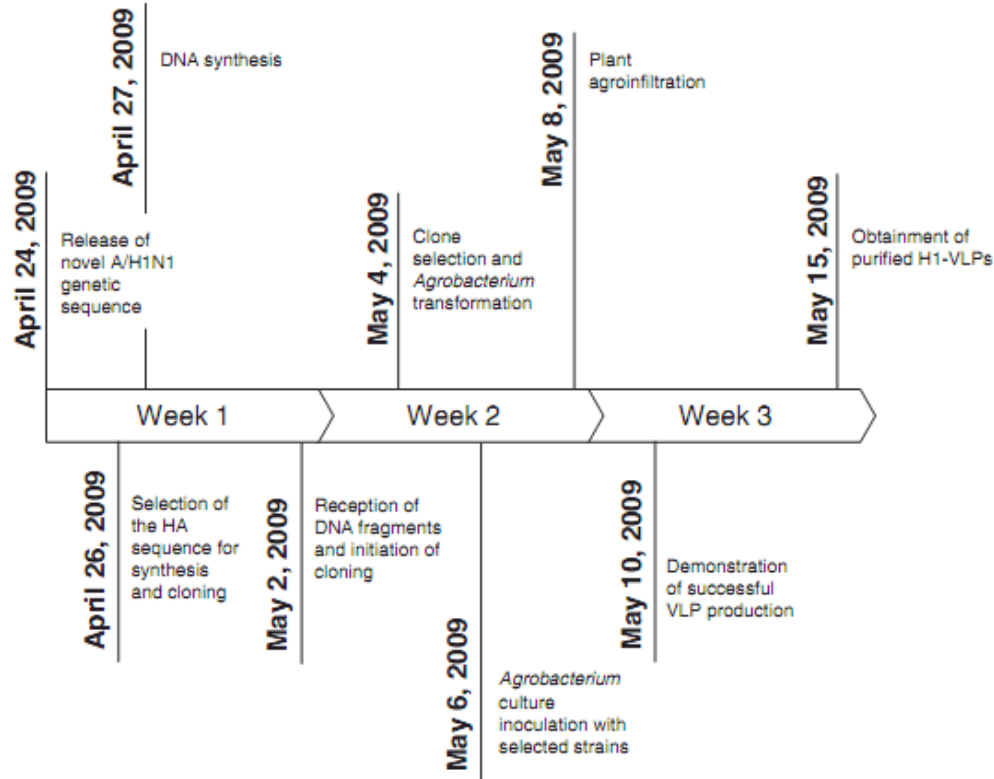 April 24, 2009
Release of
novel A/H1N1
genetic
sequence
April 27, 2009
DNA synthesis
May 4, 2009
Clone
selection and
Agrobacterium
transformation
May 8, 2009
Plant
agroinfiltration
May 15, 2009
Obtainment of
purified H1-VLPs
Week 1
Week 2
Week 3
April 26, 2009
Selection of
the HA
sequence for
synthesis
and cloning
May 2, 2009
Reception of
DNA fragments
and initiation of
cloning
May 6, 2009
Agrobacterium
culture
inoculation with
selected strains
May 10, 2009
Demonstration
of successful
VLP production